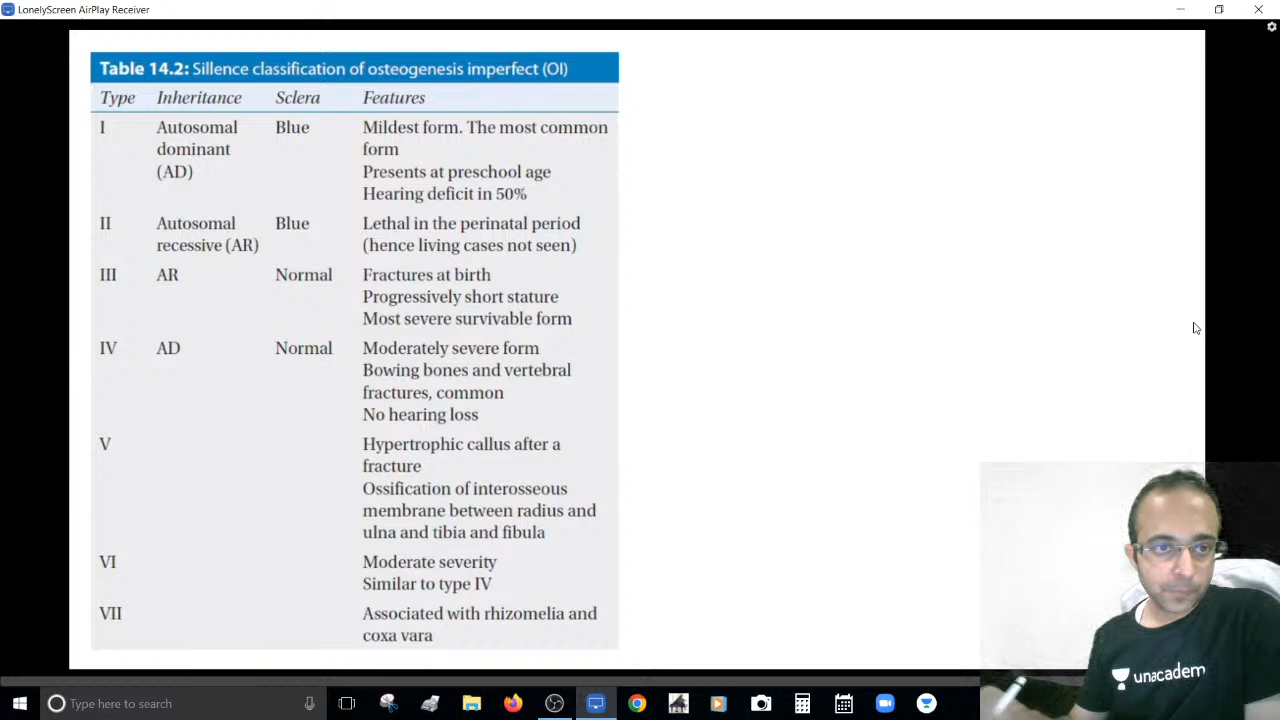 LonelyScreen AirPlay Receiver
Table 14.2: Sillence classification of osteogenesis imperfect (OI)
Type Inheritance Sclera Features
I Autosomal dominant (AD) Blue Mildest form. The most common form
Presents at preschool age
Hearing deficit in 50%
II Autosomal recessive (AR) Blue Lethal in the perinatal period (hence living cases not seen)
III AR Normal Fractures at birth
Progressively short stature
Most severe survivable form
IV AD Normal Moderately severe form
Bowing bones and vertebral fractures, common
No hearing loss
V Hypertrophic callus after a fracture
Ossification of interosseous membrane between radius and ulna and tibia and fibula
VI Moderate severity
Similar to type IV
VII Associated with rhizomelia and coxa vara
unacadem
Type here to search